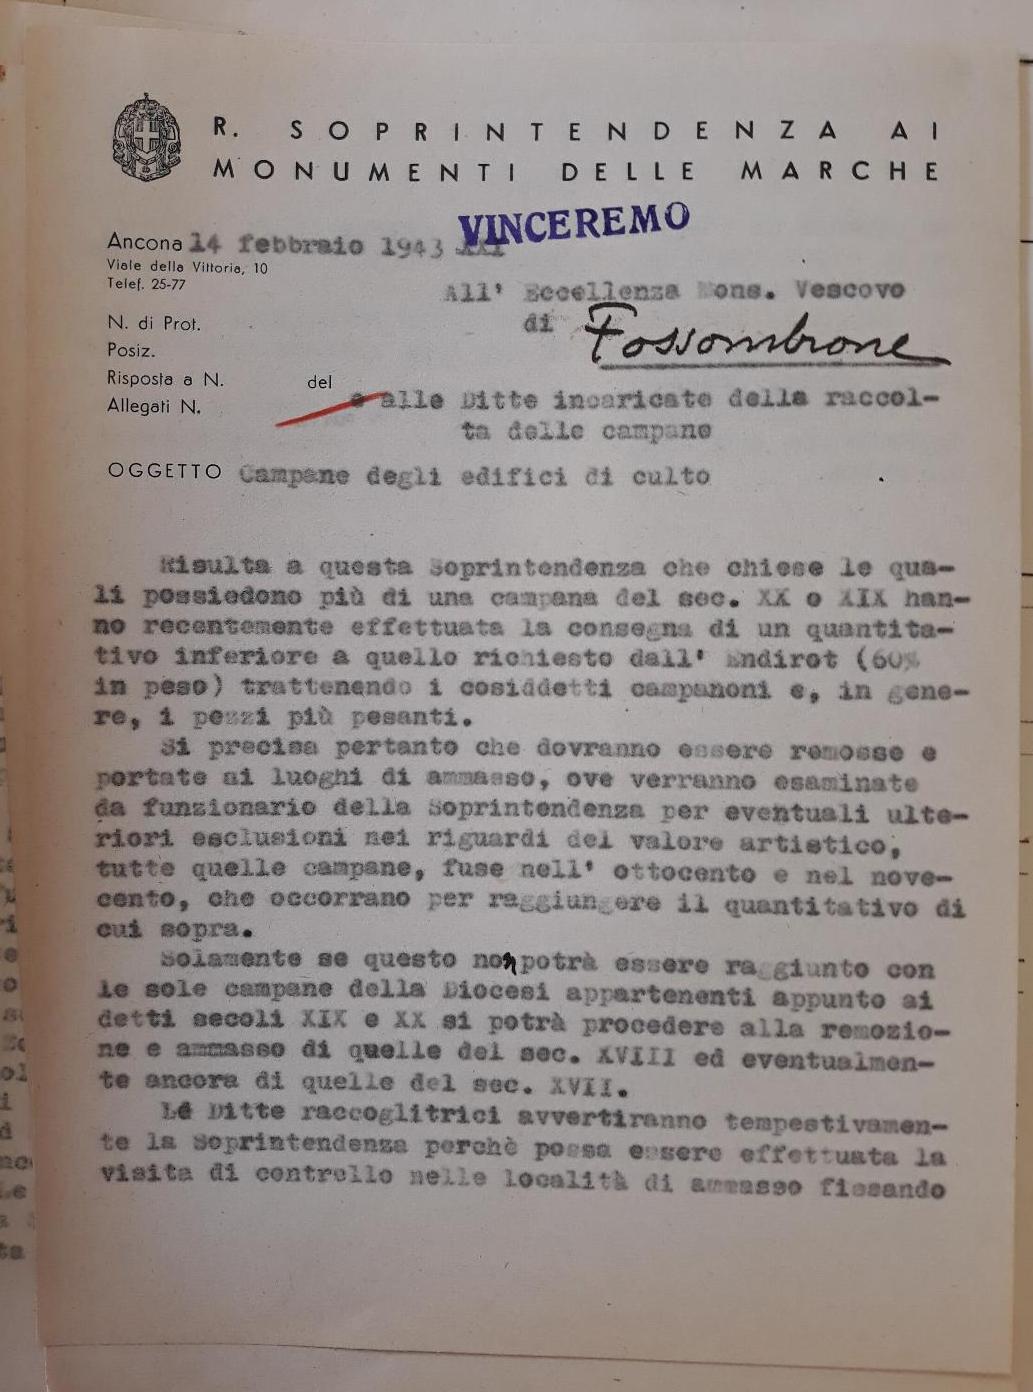 R. SOPRINTENDENZA AI
MONUMENTI DELLE MARCHE
VINCEREMO
Ancona 14 febbraio 1943 XXI
Viale della Vittoria, 10
Telef. 25-77
All' Eccellenza Mons. Vescovo
di Fossombrone
N. di Prot.
Posiz.
Risposta a N. del
e alle Ditte incaricate della raccol-
Allegati N.
ta delle campane
OGGETTO Campane degli edifici di culto
Risulta a questa Soprintendenza che chiese le qua-
li possiedono più di una campana del sec. XX o XIX han-
no recentemente effettuata la consegna di un quantita-
tivo inferiore a quello richiesto dall' Endirot (60%
in peso) trattenendo i cosiddetti campanoni e, in gene-
re, i pezzi più pesanti.
Si precisa pertanto che dovranno essere remosse e
portate ai luoghi di ammasso, ove verranno esaminate
da funzionario della Soprintendenza per eventuali ulte-
riori esclusioni nei riguardi del valore artistico,
tutte quelle campane, fuse nell' ottocento e nel nove-
cento, che occorrano per raggiungere il quantitativo di
cui sopra.
Solamente se questo non potrà essere raggiunto con
le sole campane della Diocesi appartenenti appunto ai
detti secoli XIX e XX si potrà procedere alla remozio-
ne e ammasso di quelle del sec. XVIII ed eventualmen-
te ancora di quelle del sec. XVII.
Le Ditte raccoglitrici avvertiranno tempestivamen-
te la Soprintendenza perchè possa essere effettuata la
visita di controllo nelle località di ammasso fissando